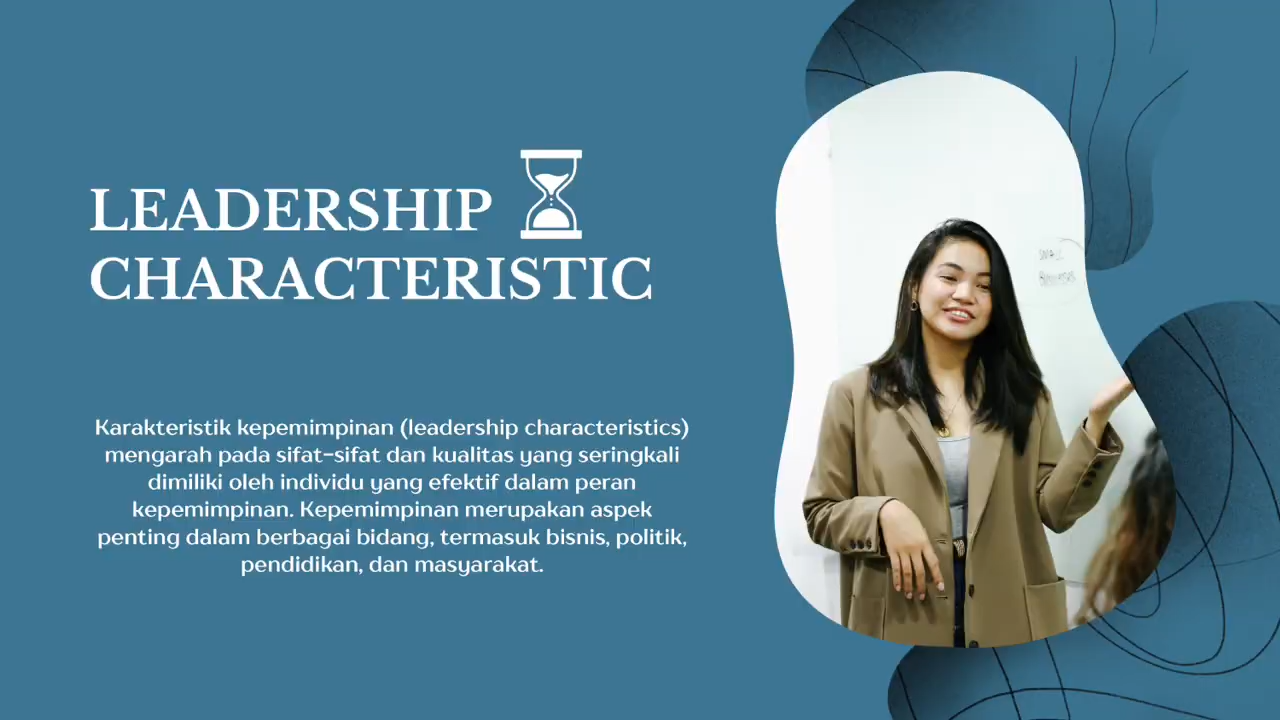 LEADERSHIP
CHARACTERISTIC
Karakteristik kepemimpinan (leadership characteristics)
mengarah pada sifat-sifat dan kualitas yang seringkali
dimiliki oleh individu yang efektif dalam peran
kepemimpinan. Kepemimpinan merupakan aspek
penting dalam berbagai bidang, termasuk bisnis, politik,
pendidikan, dan masyarakat.
SMALL